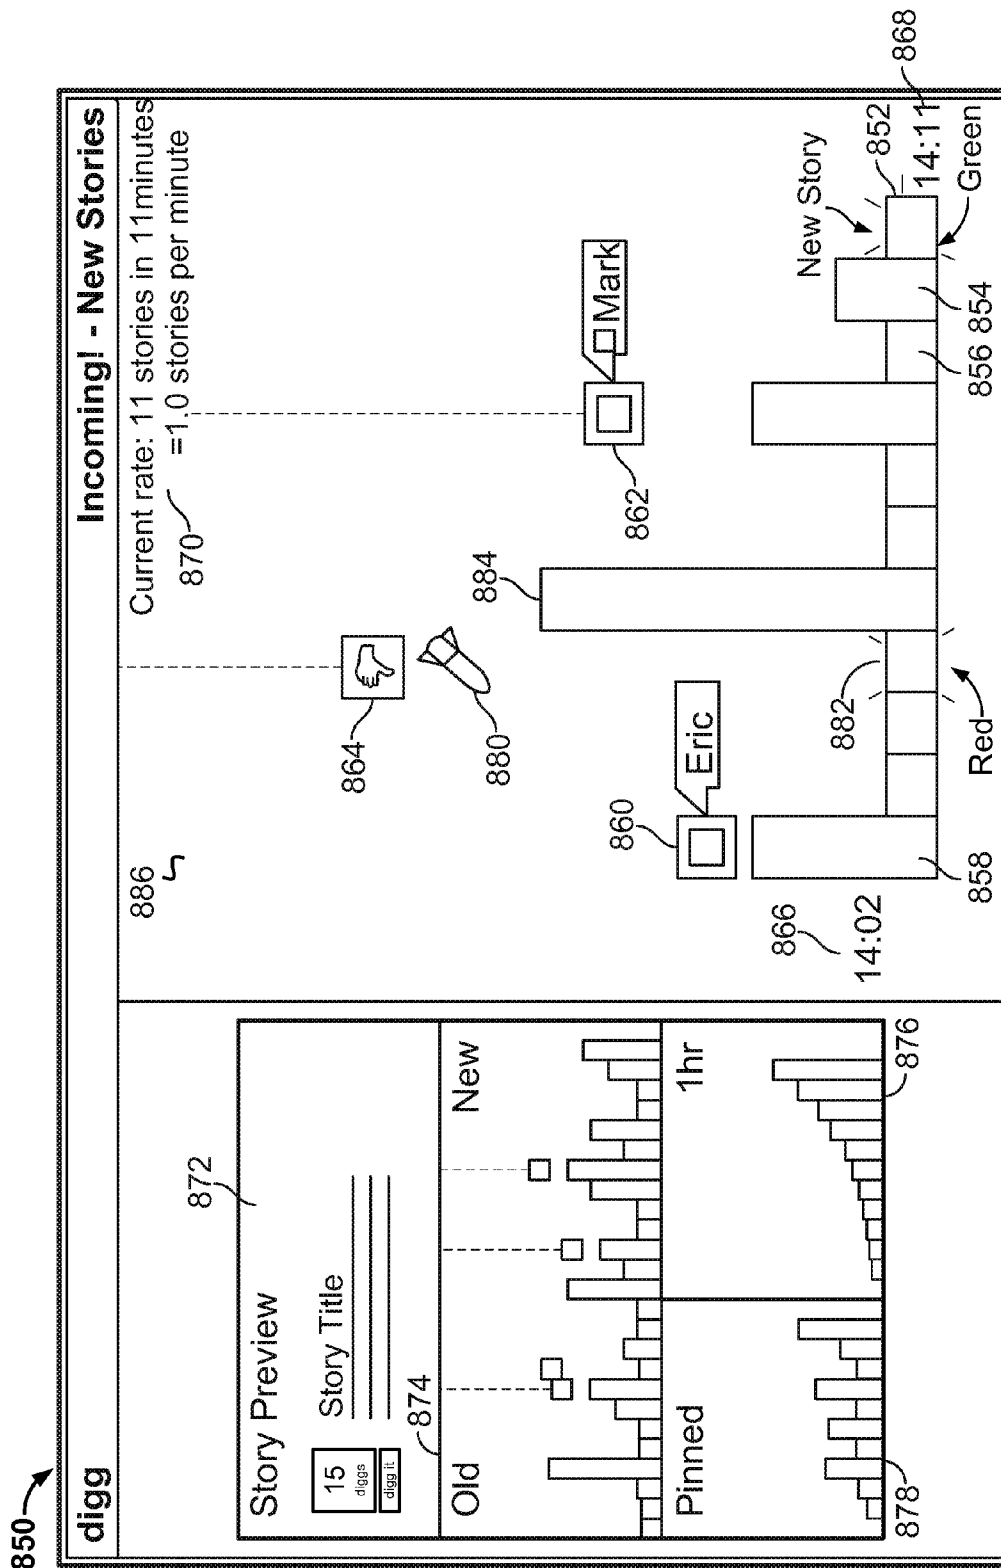 850
digg
Incoming! - New Stories
Story Preview
872
15
diggs
digg it
Story Title
874
Old
New
Pinned
1hr
878
876
886
Current rate: 11 stories in 11minutes
=1.0 stories per minute
870
864
880
884
862
Mark
860
Eric
866
14:02
882
New Story
852
14:11
868
858
Red
856
854
Green